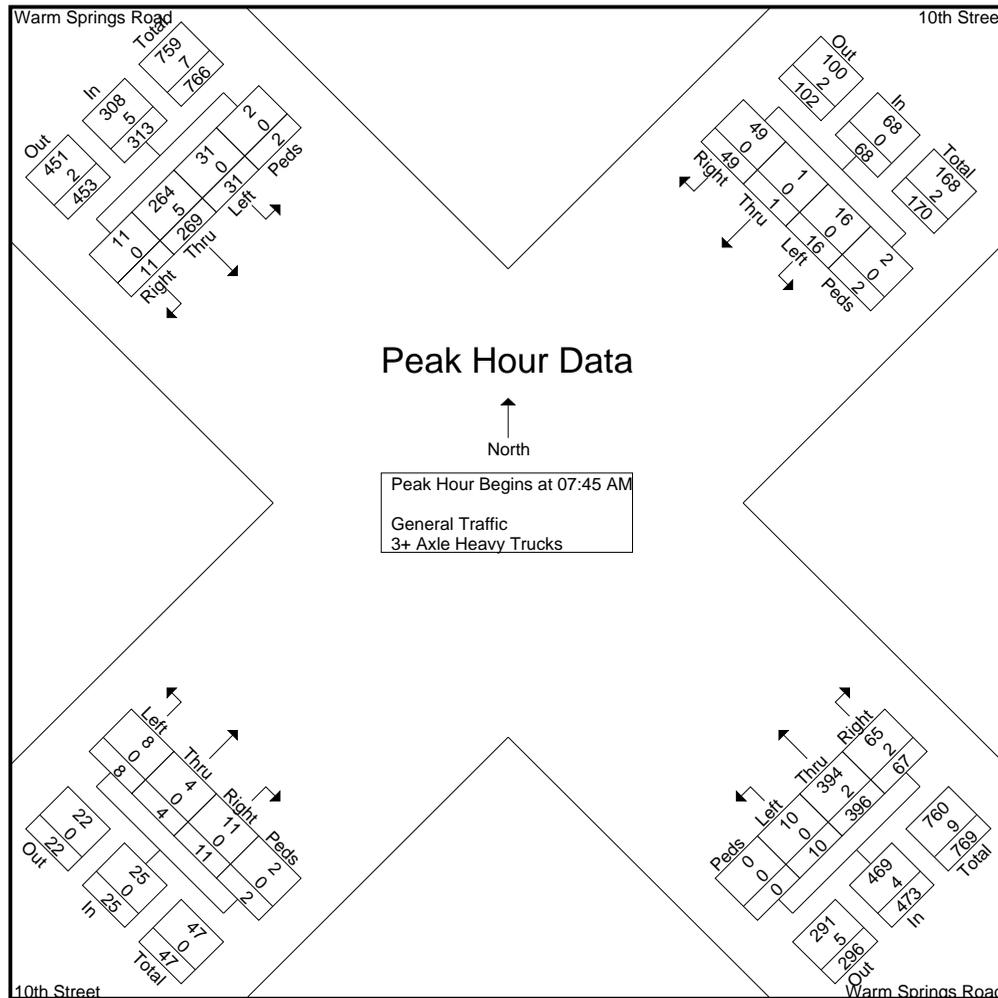 Warm Springs Road
10th Stree
Out
451
2
453
In
308
5
313
Total
759
7
766
11
0
11
264
5
269
31
0
31
2
0
2
Right
Thru
Left
Peds
Out
100
2
102
In
68
0
68
Total
168
2
170
49
0
49
1
0
1
16
0
16
2
0
2
Right
Thru
Left
Peds
Peak Hour Data
North
Peak Hour Begins at 07:45 AM
General Traffic
3+ Axle Heavy Trucks
Left
Thru
Right
Peds
8
0
8
4
0
4
11
0
11
2
0
2
22
0
22
Out
25
0
25
In
47
0
47
Total
Peds
Left
Thru
Right
0
0
0
10
0
10
394
2
396
65
2
67
291
5
296
Out
469
4
473
In
760
9
769
Total
10th Street
Warm Springs Road